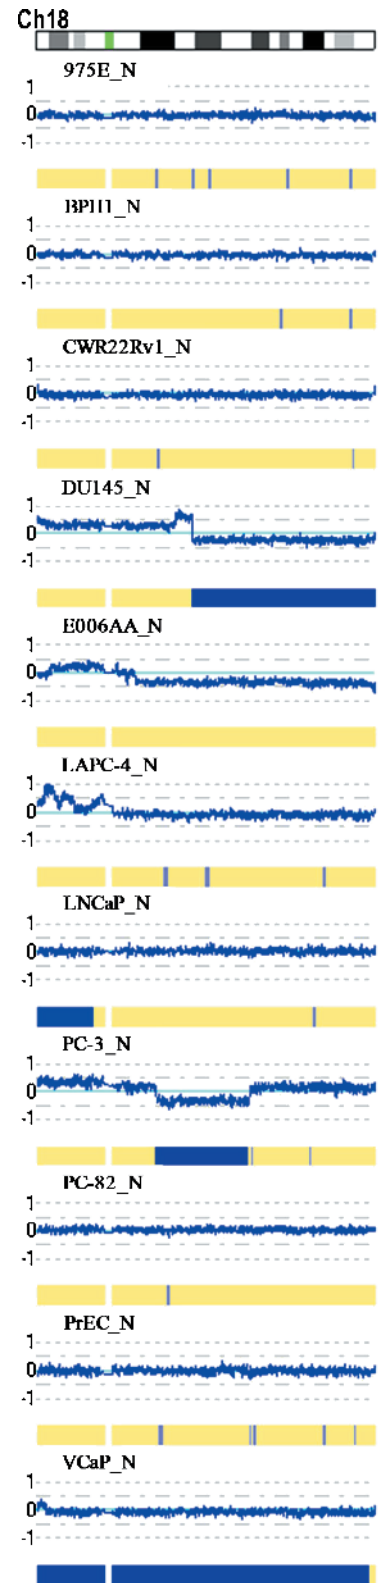 Ch18
975E_N
1
0
-1
BPH1_N
1
0
-1
CWR22Rv1_N
1
0
-1
DU145_N
1
0
-1
E006AA_N
1
0
-1
LAPC-4_N
1
0
-1
LNCaP_N
1
0
-1
PC-3_N
1
0
-1
PC-82_N
1
0
-1
PrEC_N
1
0
-1
VCaP_N
1
0
-1